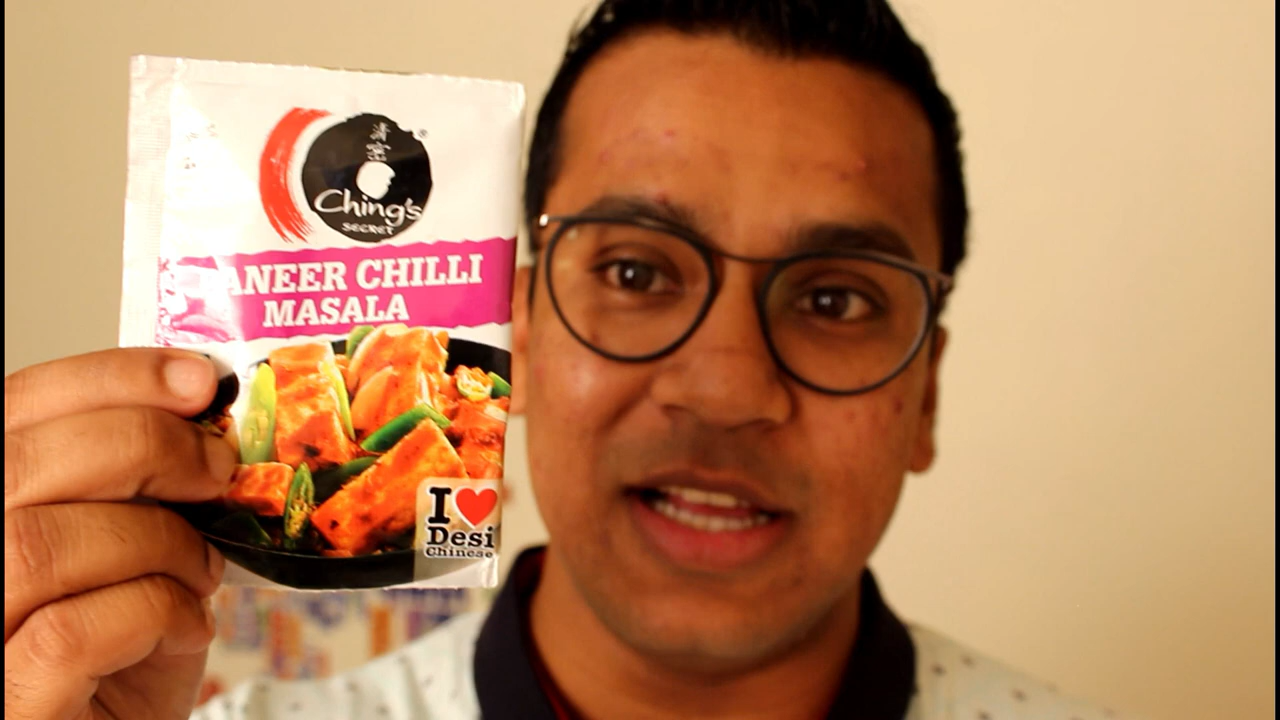 Ching's
SECRET
®
ANEER CHILLI
MASALA
I ❤
Desi
Chinese